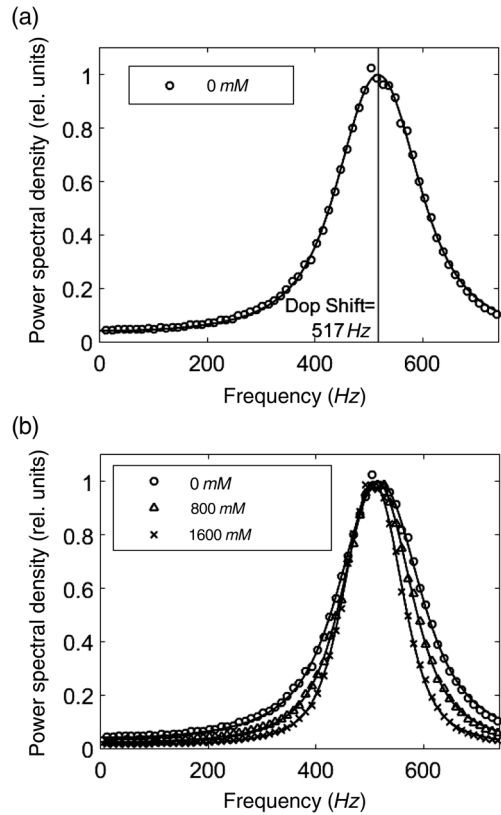 (a)
Power spectral density (rel. units)
1
0.8
0.6
0.4
0.2
0
0 mM
Dop Shift=
517 Hz
0
200
400
600
Frequency (Hz)
(b)
Power spectral density (rel. units)
1
0.8
0.6
0.4
0.2
0
0 mM
800 mM
1600 mM
0
200
400
600
Frequency (Hz)